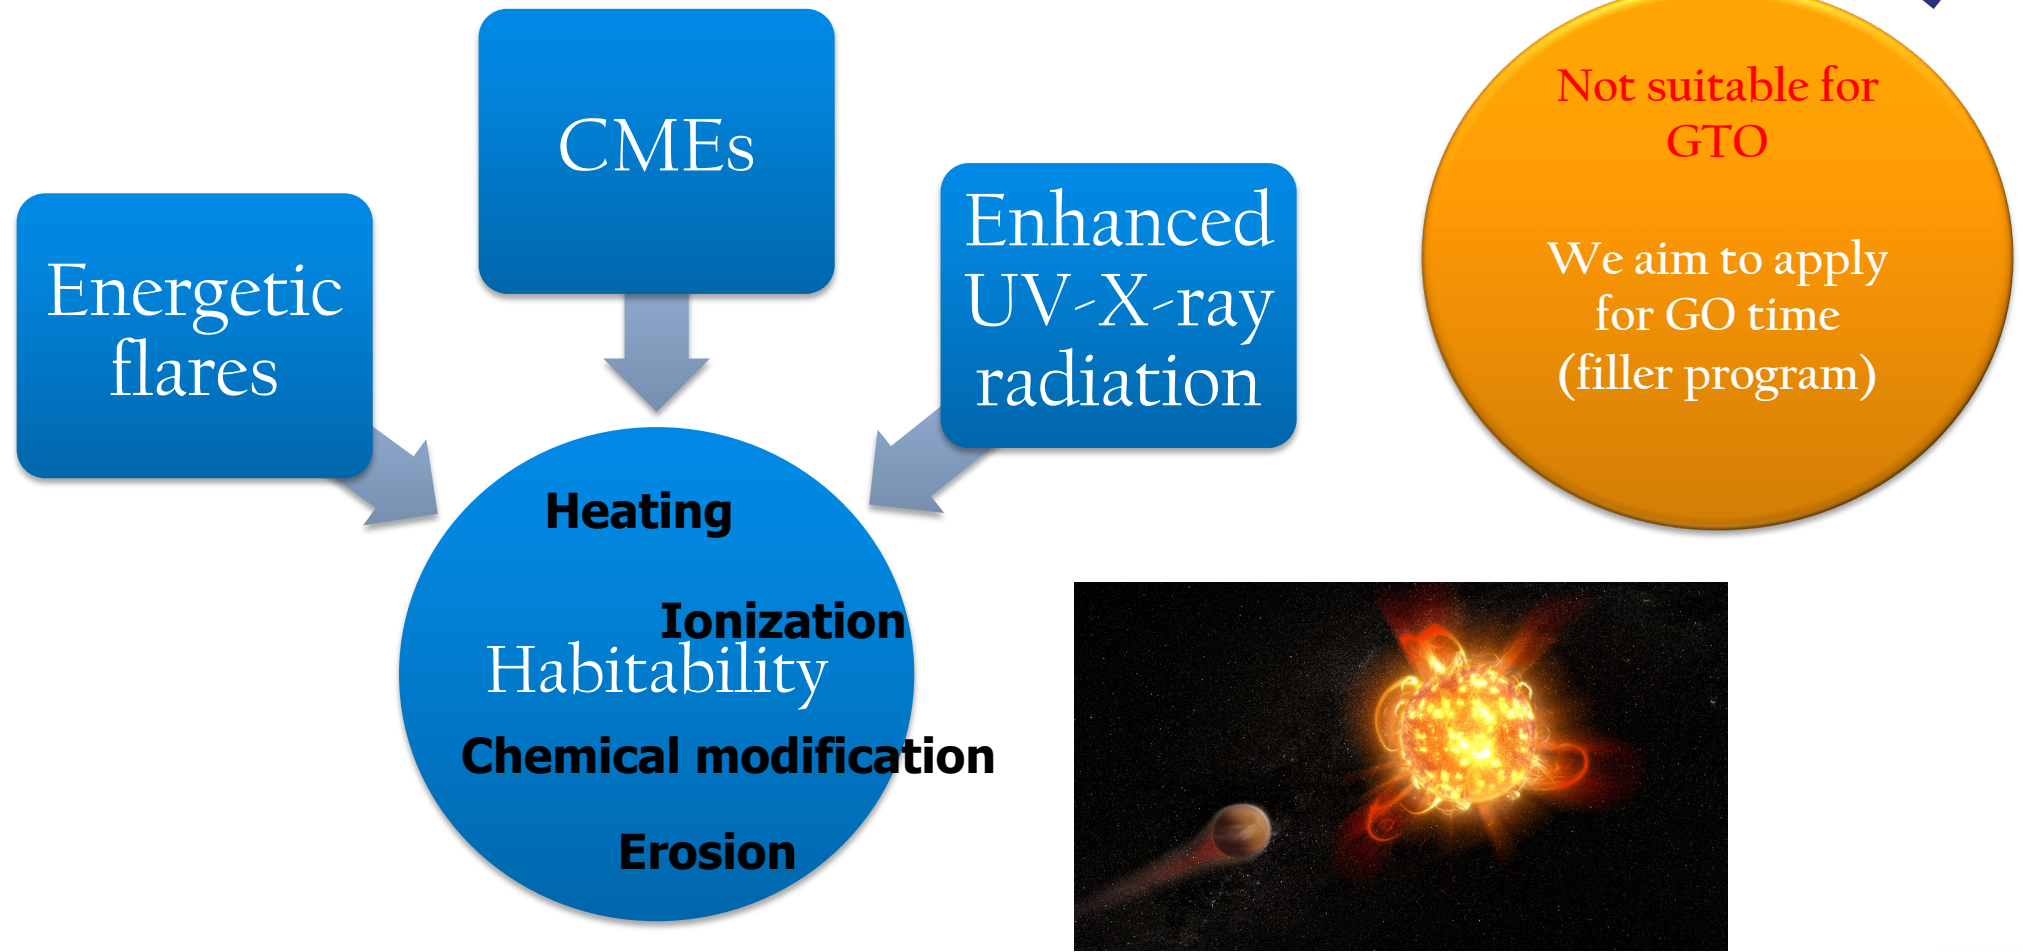 CMEs
Energetic
flares
Enhanced
UV-X-ray
radiation
Heating
Ionization
Habitability
Chemical modification
Erosion
Not suitable for
GTO
We aim to apply
for GO time
(filler program)